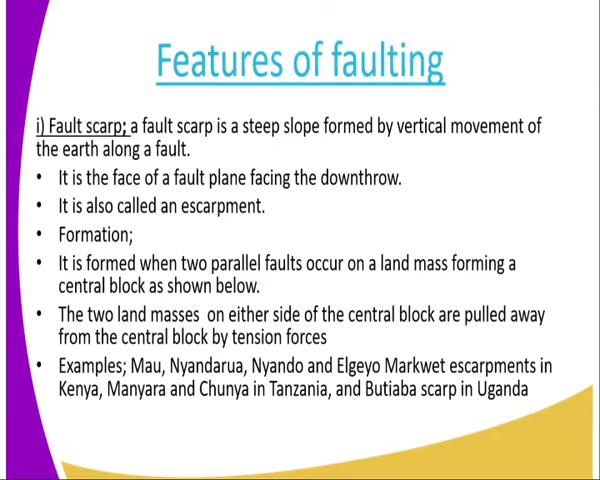 Features of faulting
i) Fault scarp; a fault scarp is a steep slope formed by vertical movement of
the earth along a fault.
• It is the face of a fault plane facing the downthrow.
• It is also called an escarpment.
• Formation;
• It is formed when two parallel faults occur on a land mass forming a
central block as shown below.
• The two land masses on either side of the central block are pulled away
from the central block by tension forces
• Examples; Mau, Nyandarua, Nyando and Elgeyo Markwet escarpments in
Kenya, Manyara and Chunya in Tanzania, and Butiaba scarp in Uganda